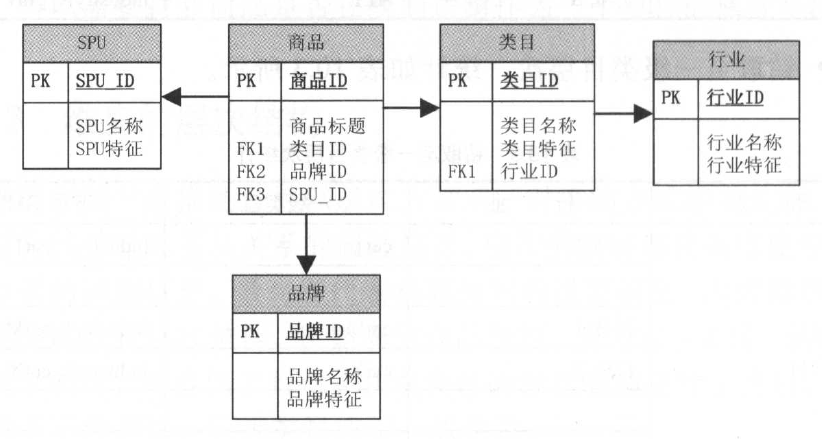 SPU
PK SPU_ID
SPU名称
SPU特征
商品
PK 商品ID
商品标题
FK1 类目ID
FK2 品牌ID
FK3 SPU_ID
类目
PK 类目ID
类目名称
类目特征
FK1 行业ID
行业
PK 行业ID
行业名称
行业特征
品牌
PK 品牌ID
品牌名称
品牌特征